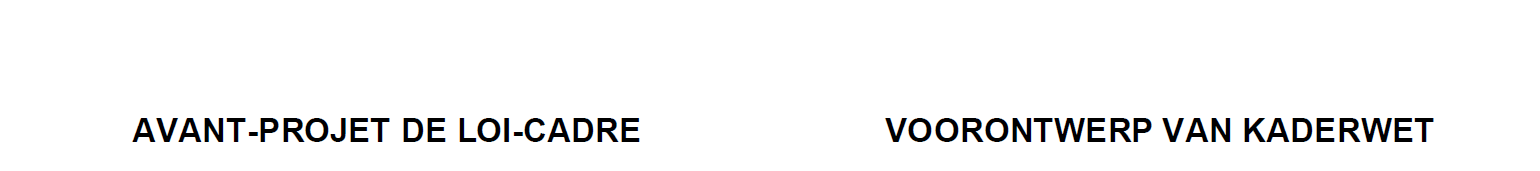 AVANT-PROJET DE LOI-CADRE
VOORONTWERP VAN KADERWET